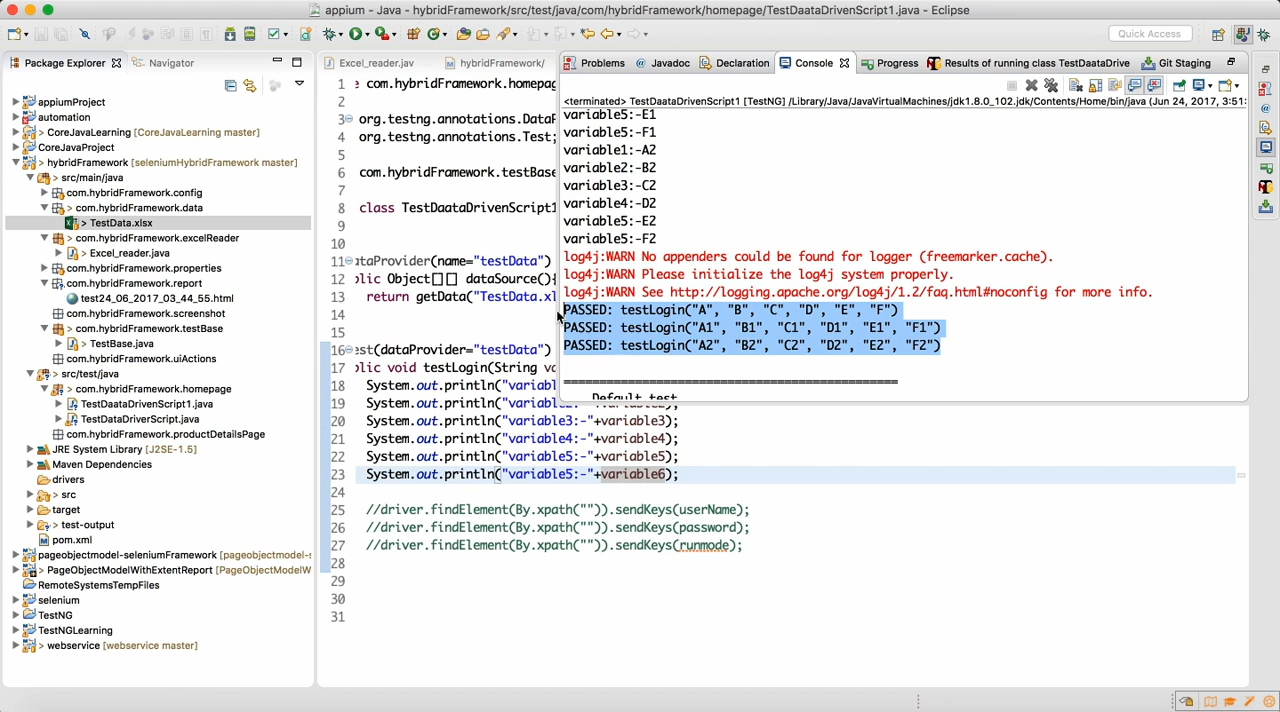 appium - Java - hybridFramework/src/test/java/com/hybridFramework/homepage/TestDaataDrivenScript1.java - Eclipse
Quick Access
Package Explorer
Navigator
appiumProject
automation
> CoreJavaLearning [CoreJavaLearning master]
CoreJavaProject
> hybridFramework [seleniumHybridFramework master]
> src/main/java
com.hybridFramework.config
> com.hybridFramework.data
> TestData.xlsx
> com.hybridFramework.excelReader
> Excel_reader.java
com.hybridFramework.properties
> com.hybridFramework.report
test24_06_2017_03_44_55.html
com.hybridFramework.screenshot
> com.hybridFramework.testBase
> TestBase.java
com.hybridFramework.uiActions
> src/test/java
> com.hybridFramework.homepage
> TestDaataDrivenScript1.java
> TestDaataDriverScript.java
com.hybridFramework.productDetailsPage
JRE System Library [J2SE-1.5]
Maven Dependencies
drivers
> src
> target
> test-output
pom.xml
pageobjectmodel-seleniumFramework [pageobjectmodel-s
> PageObjectModelWithExtentReport [PageObjectModelW
RemoteSystemsTempFiles
selenium
TestNG
TestNGLearning
> webservice [webservice master]
Excel_reader.java
hybridFramework/
1 e com.hybridFramework.homepag
2
3 org.testng.annotations.DataP
4 org.testng.annotations.Test;
5
6 com.hybridFramework.testBase
7
8 class TestDaataDrivenScript1
9
10
11 ataProvider(name="testData")
12 blic Object[][] dataSource(){
13 return getData("TestData.xl
14
15
16 est(dataProvider="testData")
17 blic void testLogin(String va
18 System.out.println("variabl
19 System.out.println("variable2:-"+variable2);
20 System.out.println("variable3:-"+variable3);
21 System.out.println("variable4:-"+variable4);
22 System.out.println("variable5:-"+variable5);
23 System.out.println("variable5:-"+variable6);
24
25 //driver.findElement(By.xpath("")).sendKeys(userName);
26 //driver.findElement(By.xpath("")).sendKeys(password);
27 //driver.findElement(By.xpath("")).sendKeys(runmode);
28
29
30
31
Problems
Javadoc
Declaration
Console
Progress
Results of running class TestDaataDrive
Git Staging
<terminated> TestDaataDrivenScript1 [TestNG] /Library/Java/JavaVirtualMachines/jdk1.8.0_102.jdk/Contents/Home/bin/java (Jun 24, 2017, 3:51:
variable5:-E1
variable5:-F1
variable1:-A2
variable2:-B2
variable3:-C2
variable4:-D2
variable5:-E2
variable5:-F2
log4j:WARN No appenders could be found for logger (freemarker.cache).
log4j:WARN Please initialize the log4j system properly.
log4j:WARN See http://logging.apache.org/log4j/1.2/faq.html#noconfig for more info.
PASSED: testLogin("A", "B", "C", "D", "E", "F")
PASSED: testLogin("A1", "B1", "C1", "D1", "E1", "F1")
PASSED: testLogin("A2", "B2", "C2", "D2", "E2", "F2")
===============================================
Default test